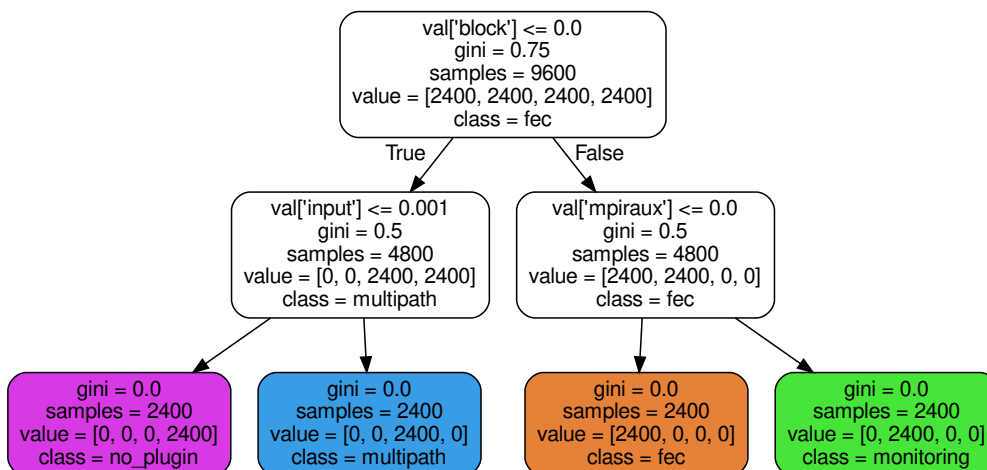 val['block'] <= 0.0
gini = 0.75
samples = 9600
value = [2400, 2400, 2400, 2400]
class = fec
True
False
val['input'] <= 0.001
gini = 0.5
samples = 4800
value = [0, 0, 2400, 2400]
class = multipath
val['mpiraux'] <= 0.0
gini = 0.5
samples = 4800
value = [2400, 2400, 0, 0]
class = fec
gini = 0.0
samples = 2400
value = [0, 0, 0, 2400]
class = no_plugin
gini = 0.0
samples = 2400
value = [0, 0, 2400, 0]
class = multipath
gini = 0.0
samples = 2400
value = [2400, 0, 0, 0]
class = fec
gini = 0.0
samples = 2400
value = [0, 2400, 0, 0]
class = monitoring